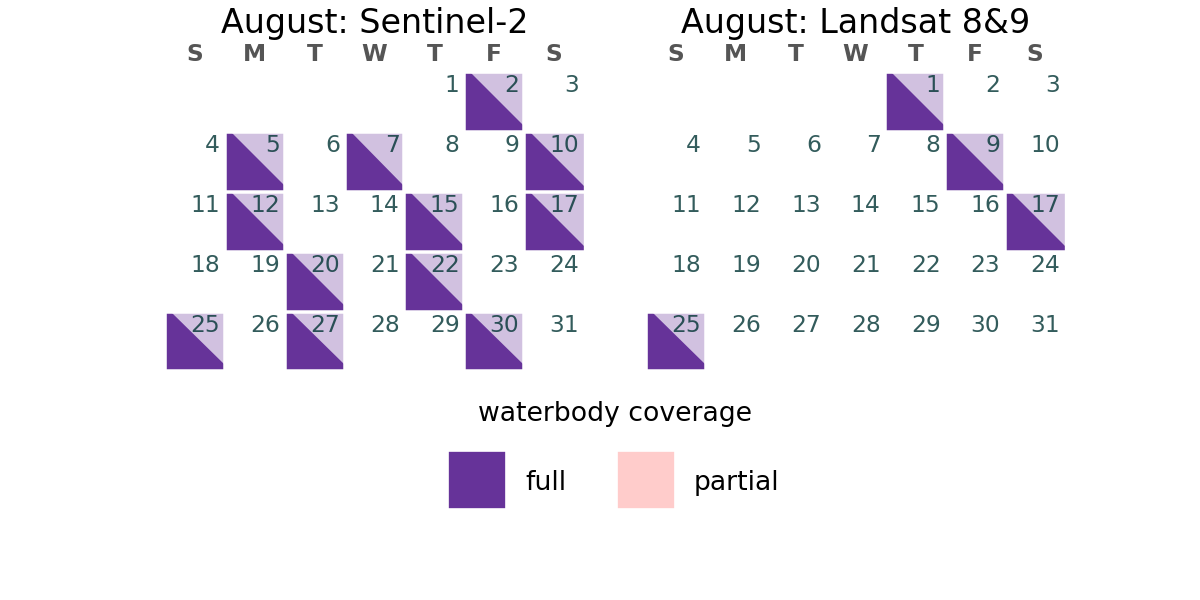 August: Sentinel-2
S M T W T F S
1 2 3
4 5 6 7 8 9 10
11 12 13 14 15 16 17
18 19 20 21 22 23 24
25 26 27 28 29 30 31
August: Landsat 8&9
S M T W T F S
1 2 3
4 5 6 7 8 9 10
11 12 13 14 15 16 17
18 19 20 21 22 23 24
25 26 27 28 29 30 31
waterbody coverage
full partial